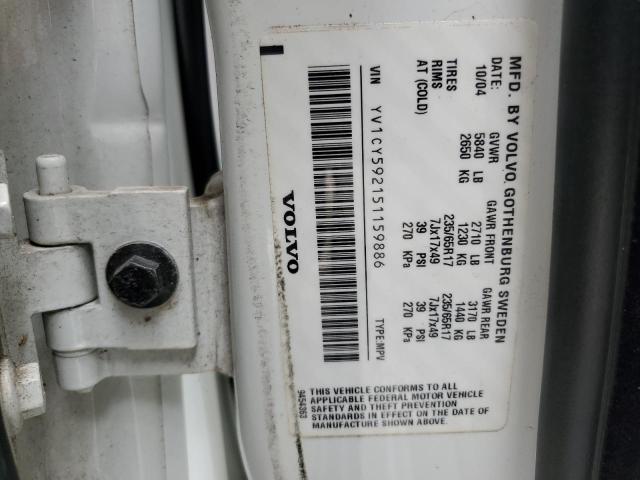 MFD. BY VOLVO, GOTHENBURG SWEDEN
DATE: GVWR GAWR FRONT GAWR REAR
10/04 5840 LB 2710 LB 3170 LB
2650 KG 1230 KG 1440 KG
TIRES 235/65R17 235/65R17
RIMS 7Jx17x49 7Jx17x49
AT (COLD) 39 PSI 39 PSI
270 KPa 270 KPa
VIN YV1CY592151159886 TYPE:MPV
VOLVO
9454363
THIS VEHICLE CONFORMS TO ALL
APPLICABLE FEDERAL MOTOR VEHICLE
SAFETY AND THEFT PREVENTION
STANDARDS IN EFFECT ON THE DATE OF
MANUFACTURE SHOWN ABOVE.